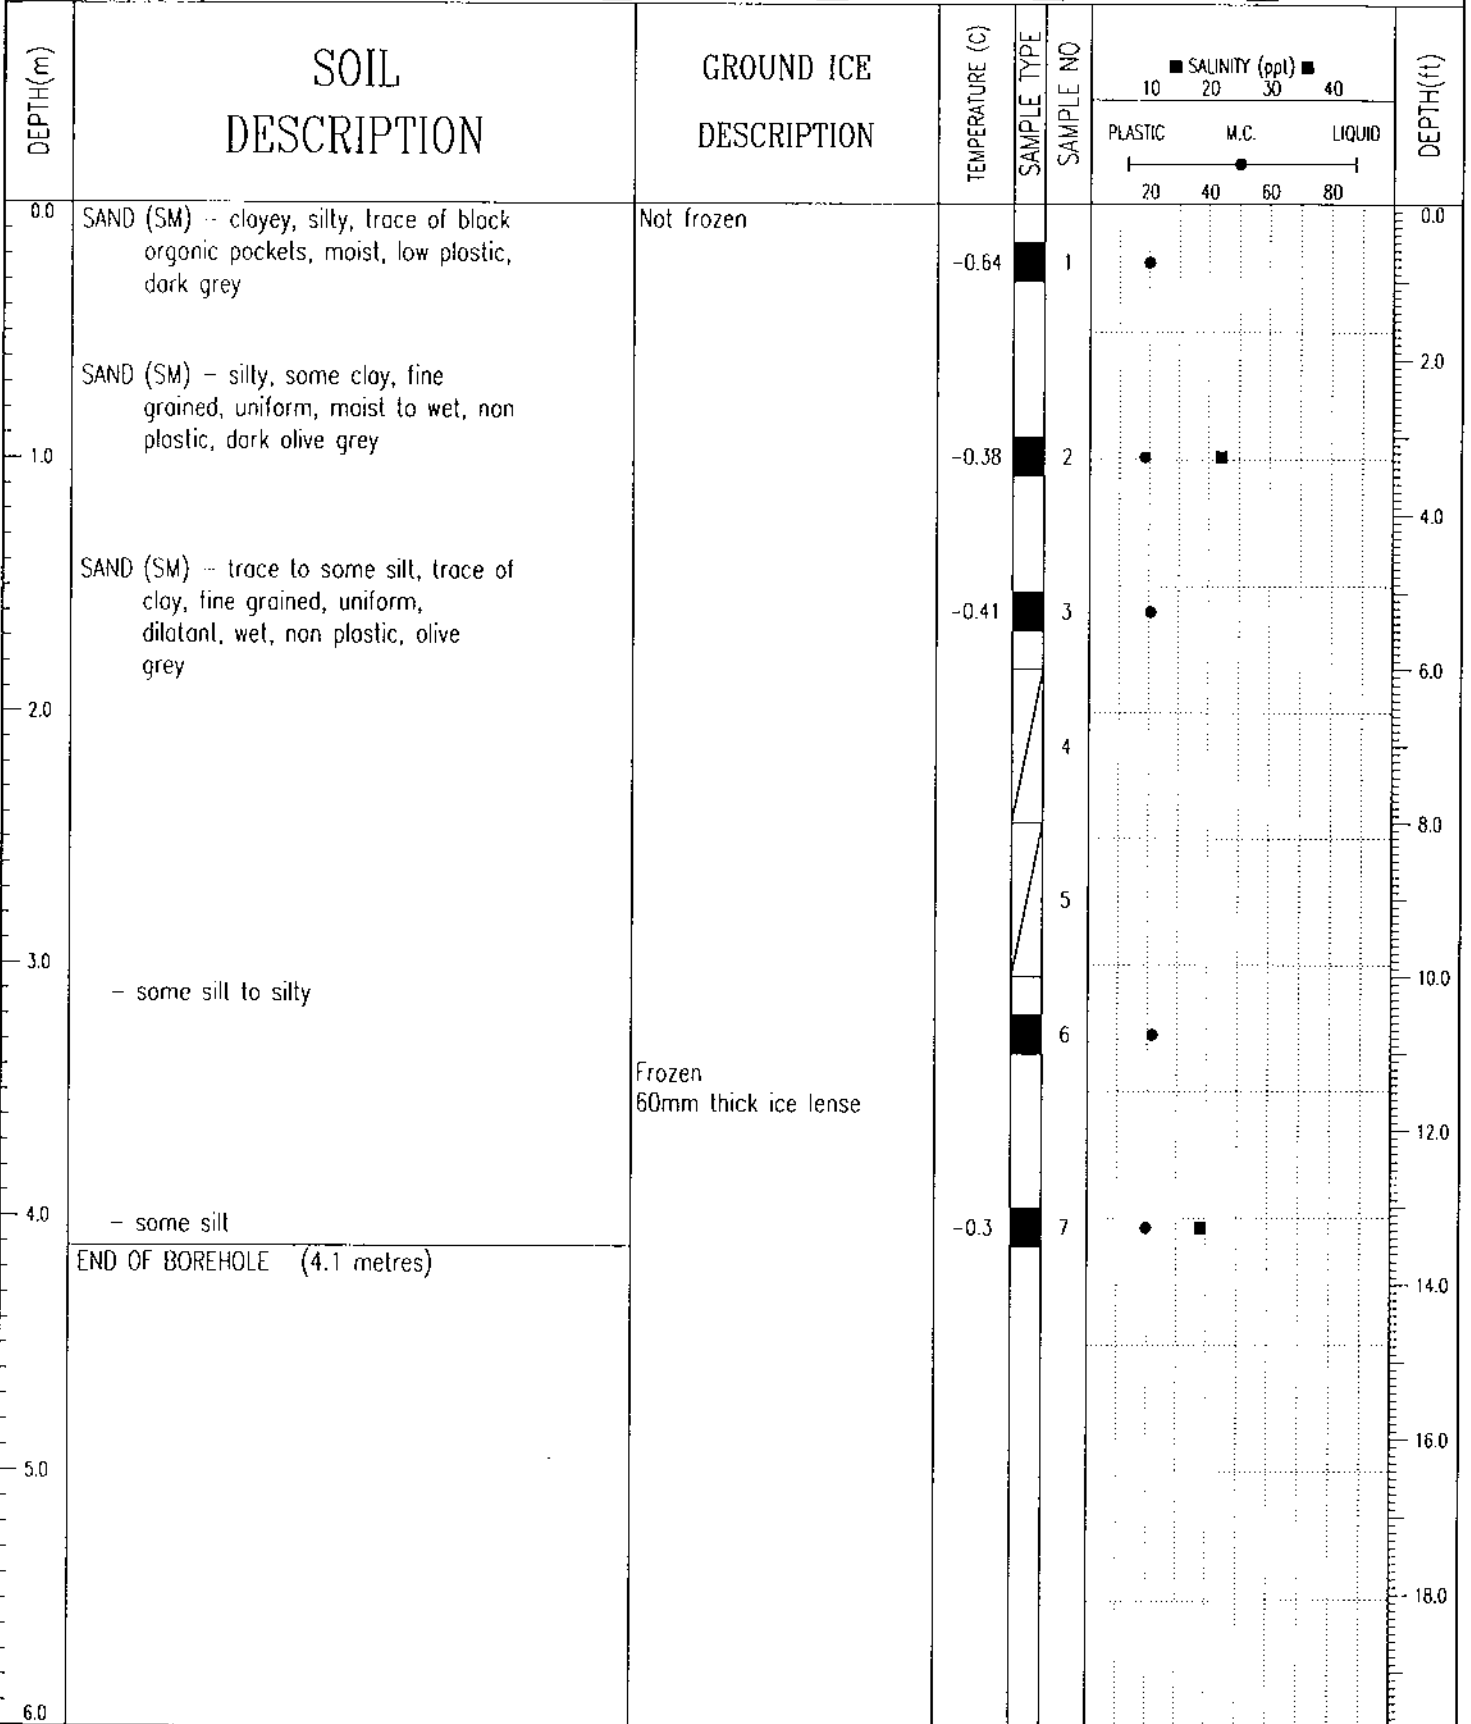 DEPTH(m)
SOIL
DESCRIPTION
GROUND ICE
DESCRIPTION
TEMPERATURE (C)
SAMPLE TYPE
SAMPLE NO
■ SALINITY (ppt) ■
10 20 30 40
PLASTIC M.C. LIQUID
20 40 60 80
DEPTH(ft)
0.0
SAND (SM) - clayey, silty, trace of black
organic pockets, moist, low plastic,
dark grey
Not frozen
0.0
-0.64 1
SAND (SM) - silty, some clay, fine
grained, uniform, moist to wet, non
plastic, dark olive grey
2.0
1.0
-0.38 2
4.0
SAND (SM) - trace to some silt, trace of
clay, fine grained, uniform,
dilatant, wet, non plastic, olive
grey
-0.41 3
6.0
2.0
4
8.0
5
3.0
10.0
- some silt to silty
6
Frozen
60mm thick ice lense
12.0
4.0
- some silt
-0.3 7
END OF BOREHOLE (4.1 metres)
14.0
16.0
5.0
18.0
6.0